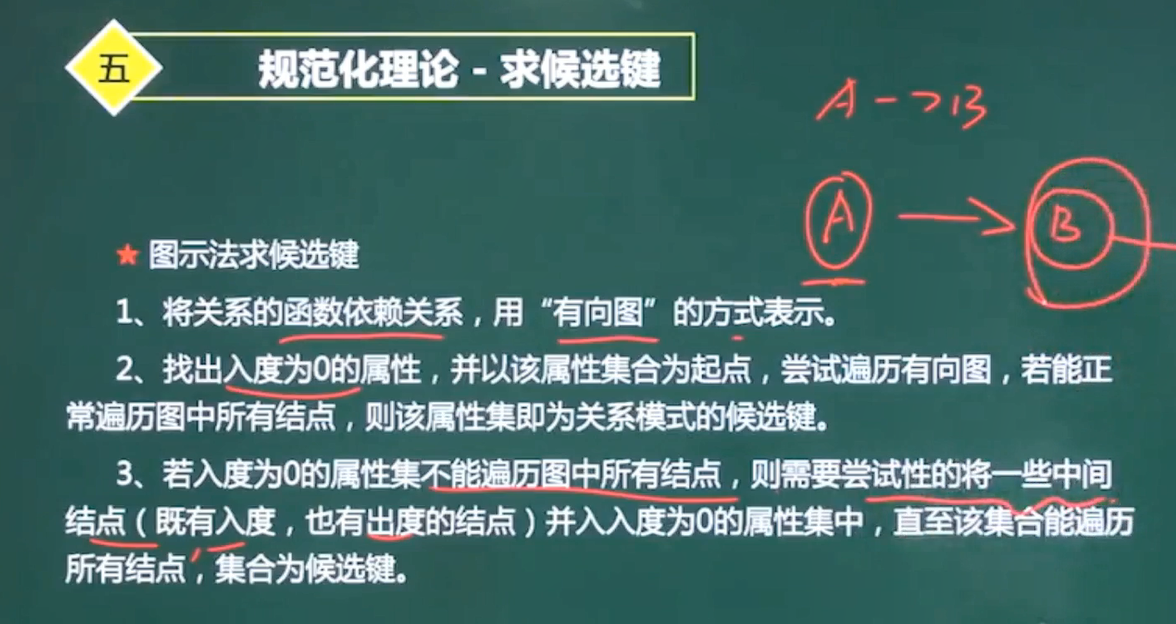 五
规范化理论 - 求候选键
A->B
A
B
★ 图示法求候选键
1、将关系的函数依赖关系，用“有向图”的方式表示。
2、找出入度为0的属性，并以该属性集合为起点，尝试遍历有向图，若能正
常遍历图中所有结点，则该属性集即为关系模式的候选键。
3、若入度为0的属性集不能遍历图中所有结点，则需要尝试性的将一些中间
结点（既有入度，也有出度的结点）并入入度为0的属性集中，直至该集合能遍历
所有结点，集合为候选键。